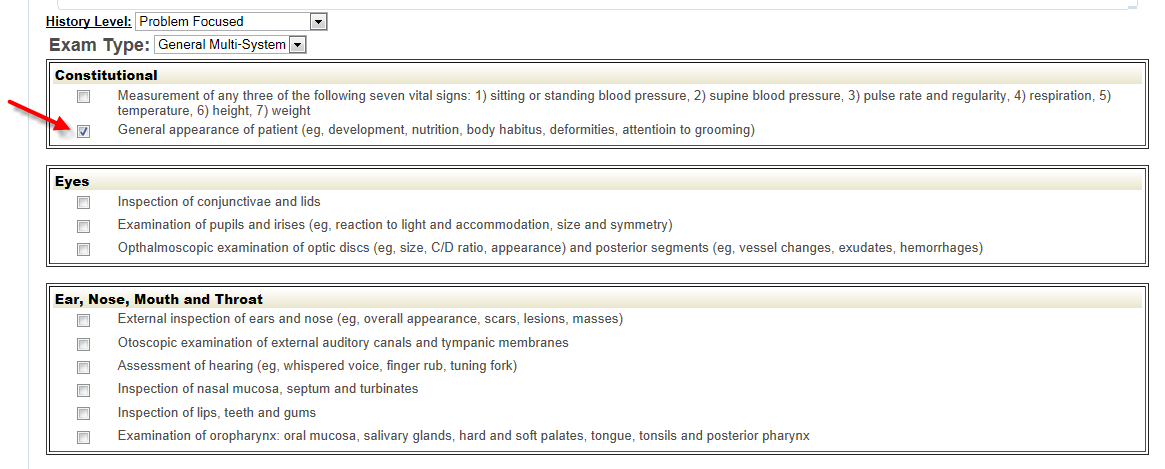 History Level: Problem Focused
Exam Type: General Multi-System
Constitutional
Measurement of any three of the following seven vital signs: 1) sitting or standing blood pressure, 2) supine blood pressure, 3) pulse rate and regularity, 4) respiration, 5)
temperature, 6) height, 7) weight
General appearance of patient (eg, development, nutrition, body habitus, deformities, attentioin to grooming)
Eyes
Inspection of conjunctivae and lids
Examination of pupils and irises (eg, reaction to light and accommodation, size and symmetry)
Opthalmoscopic examination of optic discs (eg, size, C/D ratio, appearance) and posterior segments (eg, vessel changes, exudates, hemorrhages)
Ear, Nose, Mouth and Throat
External inspection of ears and nose (eg, overall appearance, scars, lesions, masses)
Otoscopic examination of external auditory canals and tympanic membranes
Assessment of hearing (eg, whispered voice, finger rub, tuning fork)
Inspection of nasal mucosa, septum and turbinates
Inspection of lips, teeth and gums
Examination of oropharynx: oral mucosa, salivary glands, hard and soft palates, tongue, tonsils and posterior pharynx